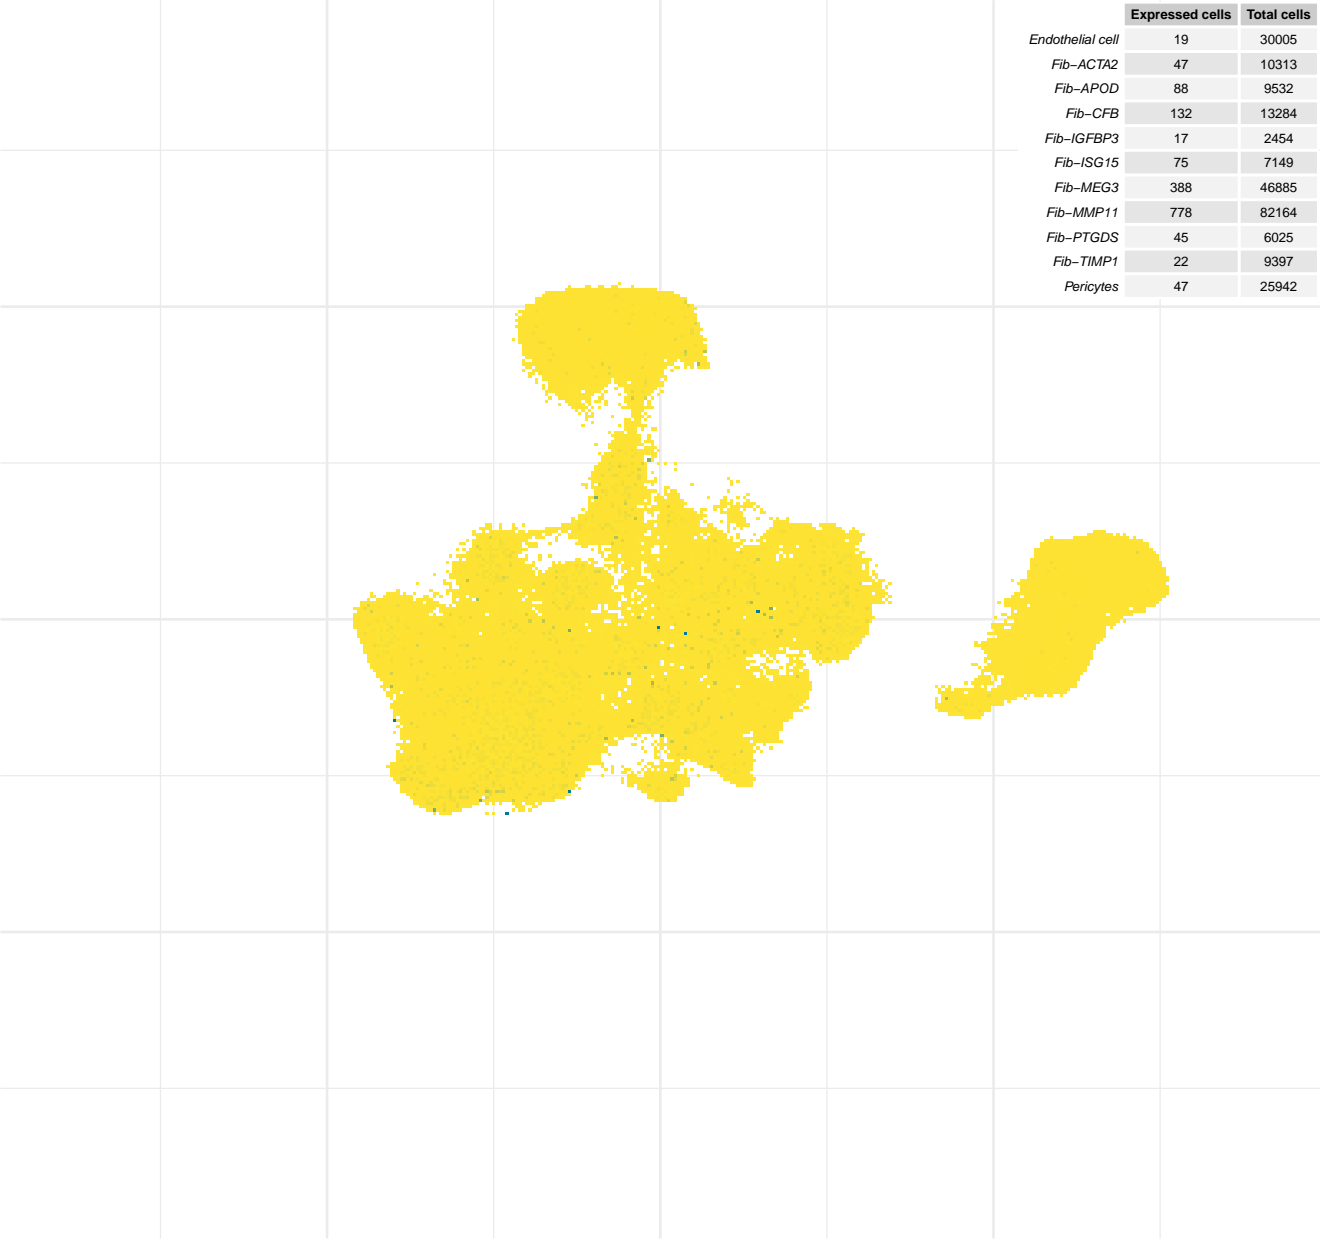 Expressed cells Total cells
Endothelial cell 19 30005
Fib−ACTA2 47 10313
Fib−APOD 88 9532
Fib−CFB 132 13284
Fib−IGFBP3 17 2454
Fib−ISG15 75 7149
Fib−MEG3 388 46885
Fib−MMP11 778 82164
Fib−PTGDS 45 6025
Fib−TIMP1 22 9397
Pericytes 47 25942